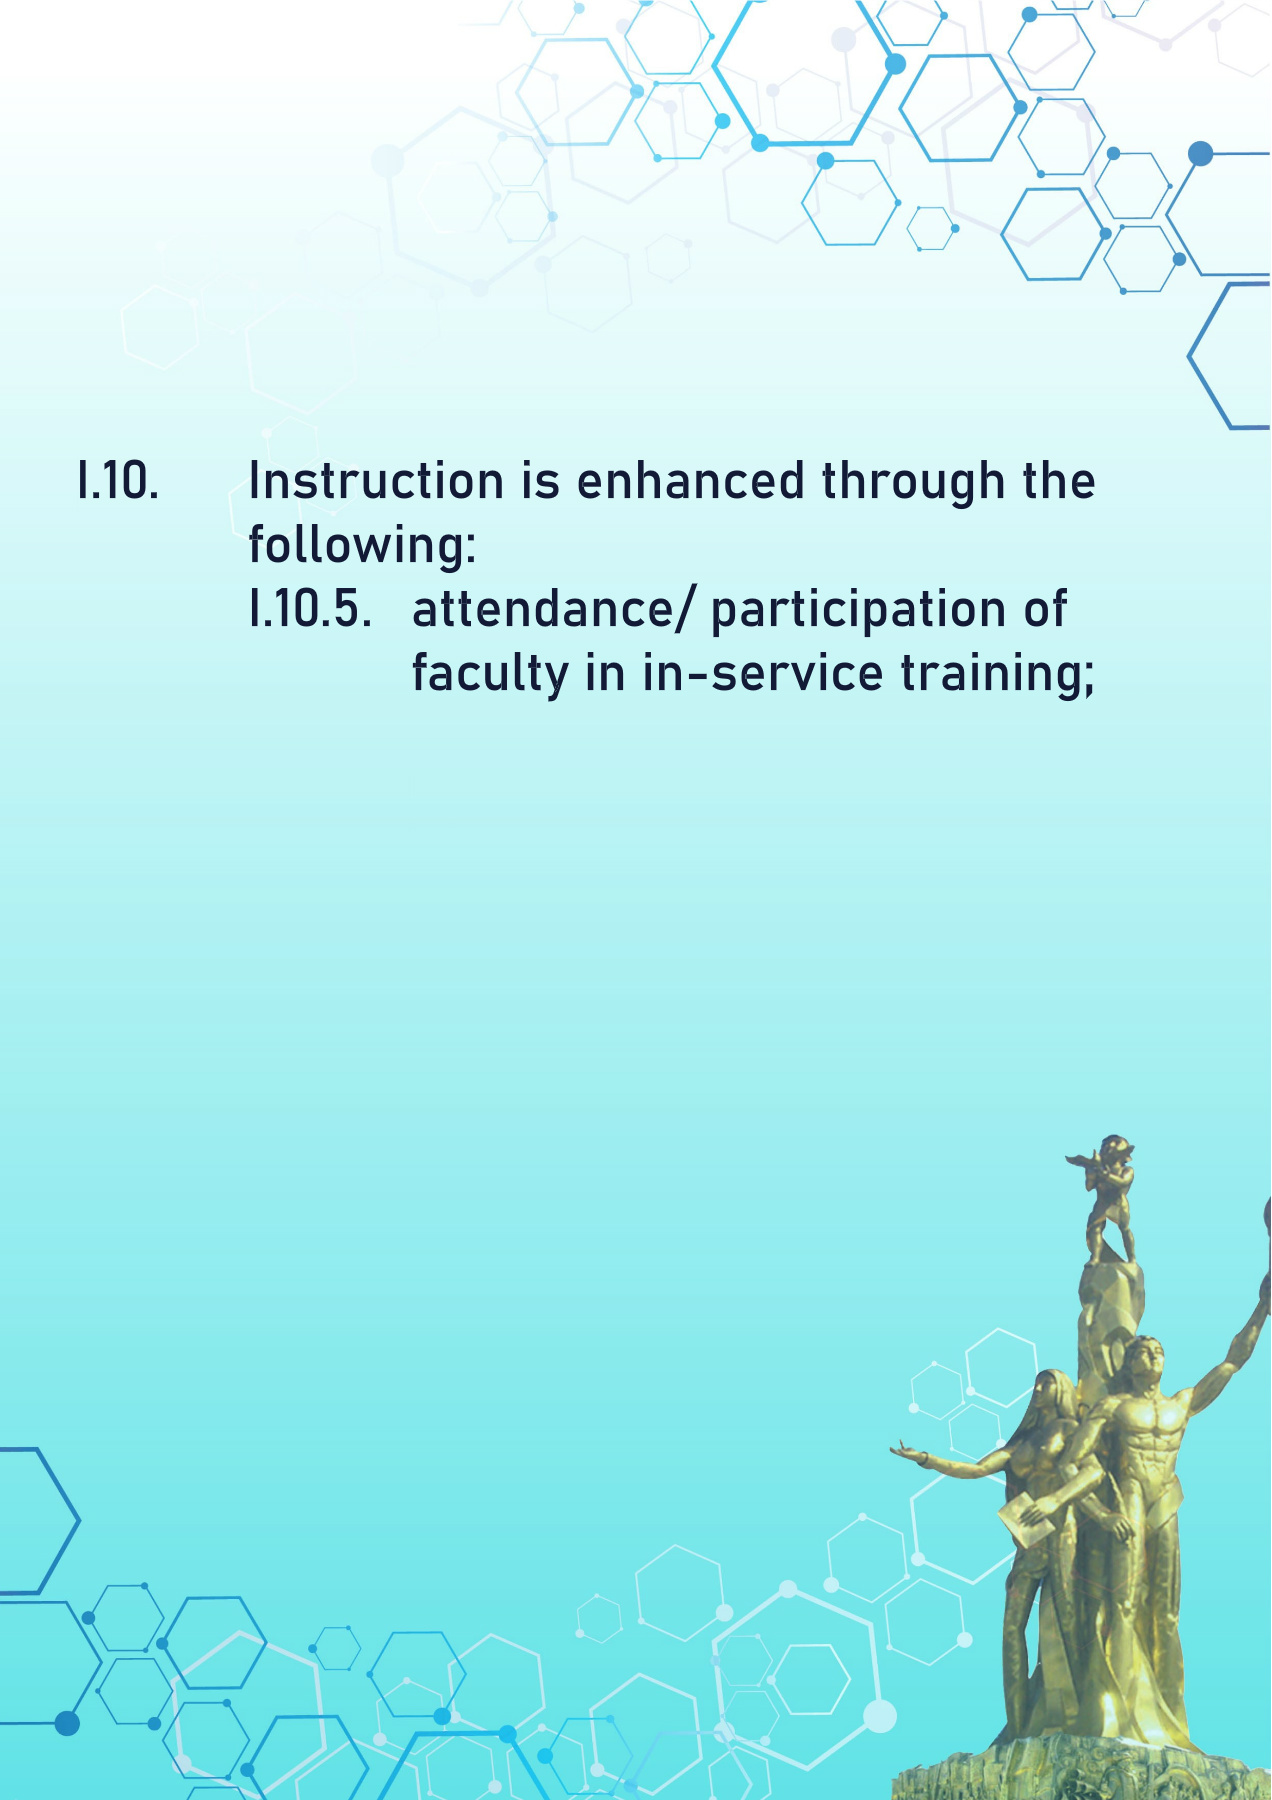 I.10. Instruction is enhanced through the
following:
I.10.5. attendance/ participation of
faculty in in-service training;